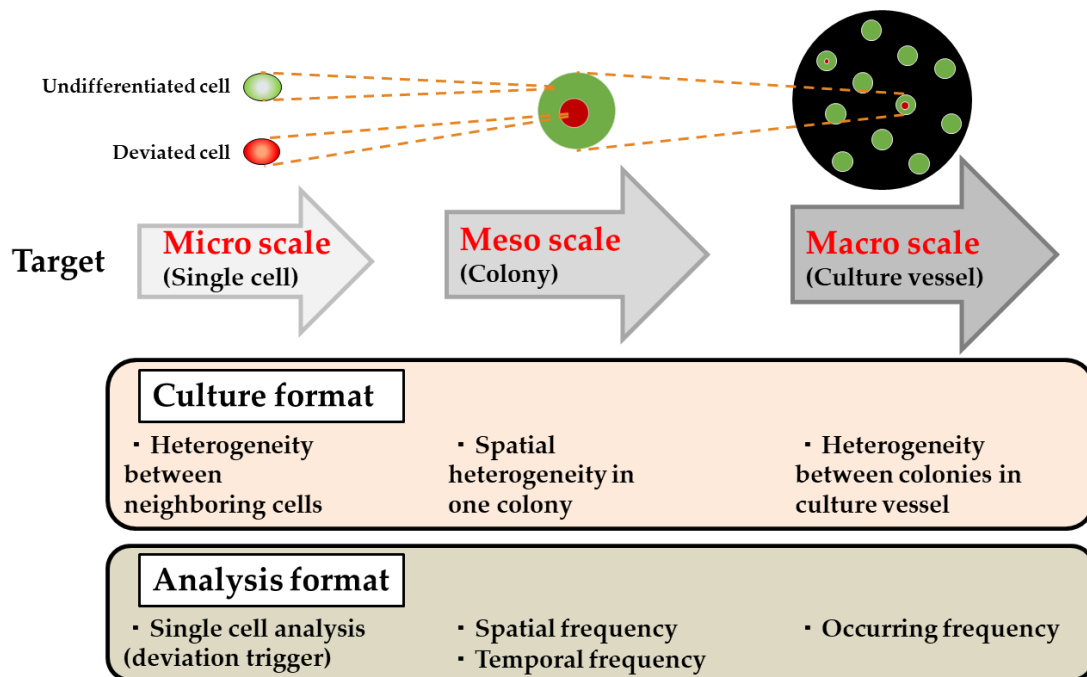 Undifferentiated cell
Deviated cell
Target
Micro scale
(Single cell)
Meso scale
(Colony)
Macro scale
(Culture vessel)
Culture format
・Heterogeneity
between
neighboring cells
・Spatial
heterogeneity in
one colony
・Heterogeneity
between colonies in
culture vessel
Analysis format
・Single cell analysis
(deviation trigger)
・Spatial frequency
・Temporal frequency
・Occurring frequency